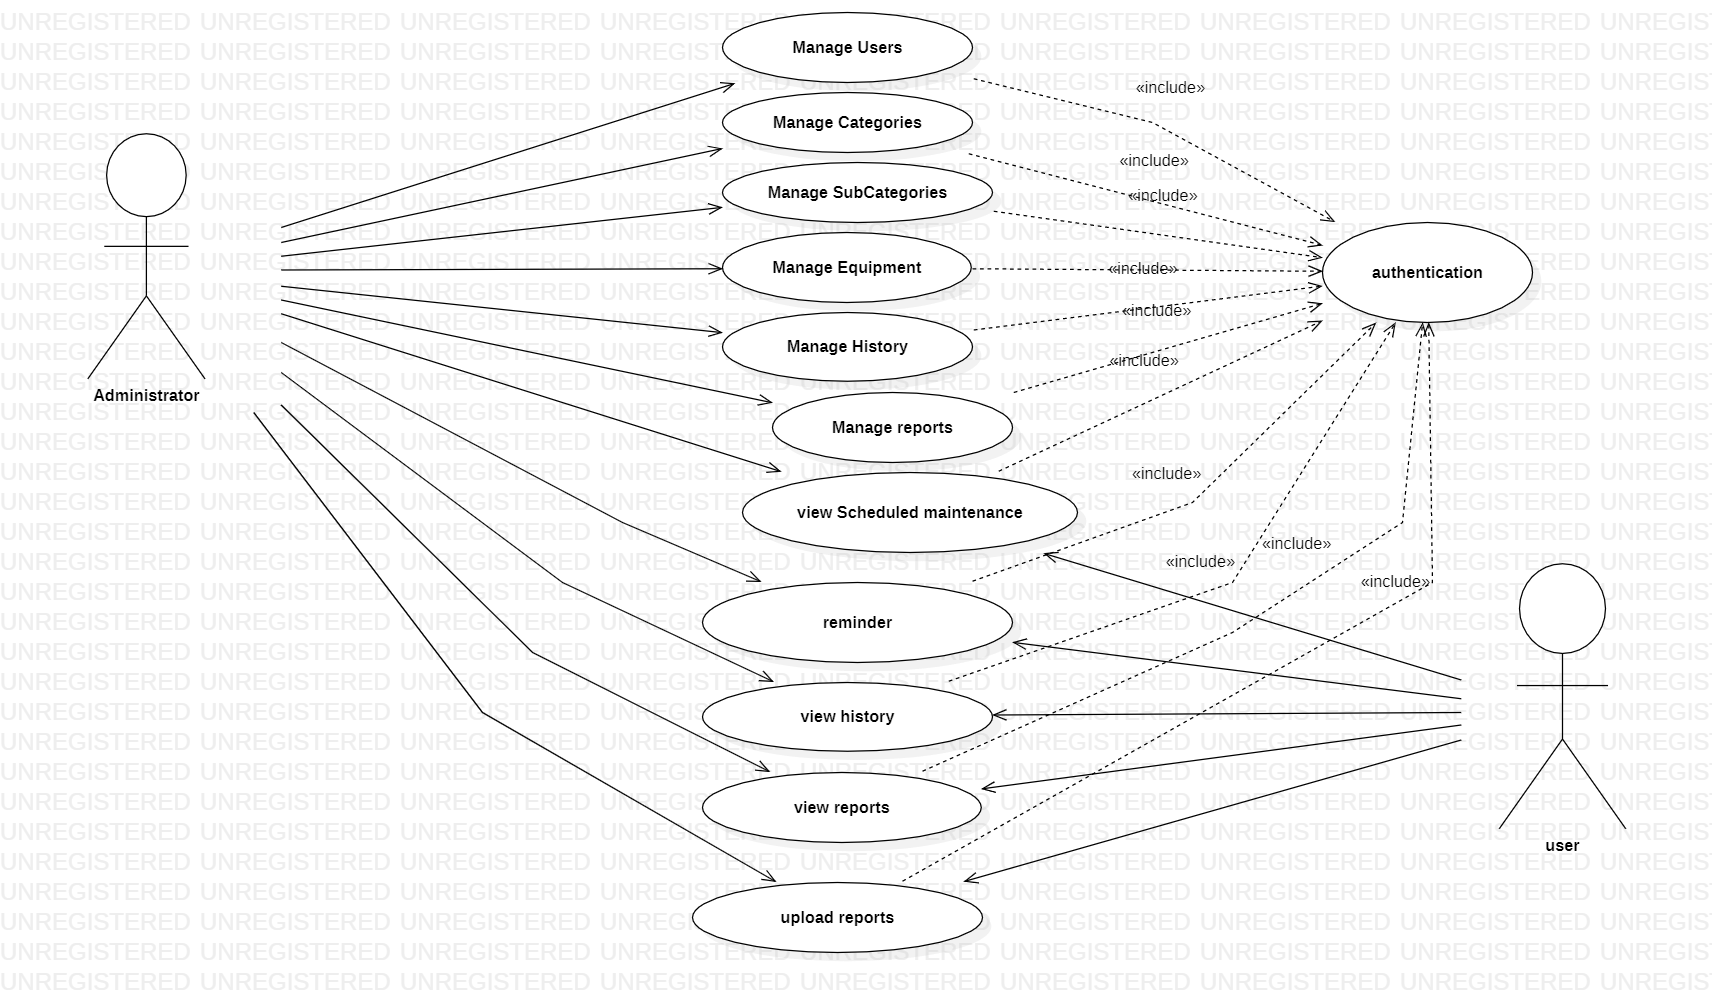 UNREGISTERED UNREGISTERED UNREGISTERED UNREGISTERED UNREGISTERED UNREGISTERED UNREGISTERED UNREGISTERED
Manage Users
«include»
Manage Categories
«include»
Manage SubCategories
«include»
Manage Equipment
«include»
authentication
«include»
Manage History
«include»
Administrator
Manage reports
«include»
view Scheduled maintenance
«include»
«include»
«include»
reminder
view history
view reports
user
upload reports